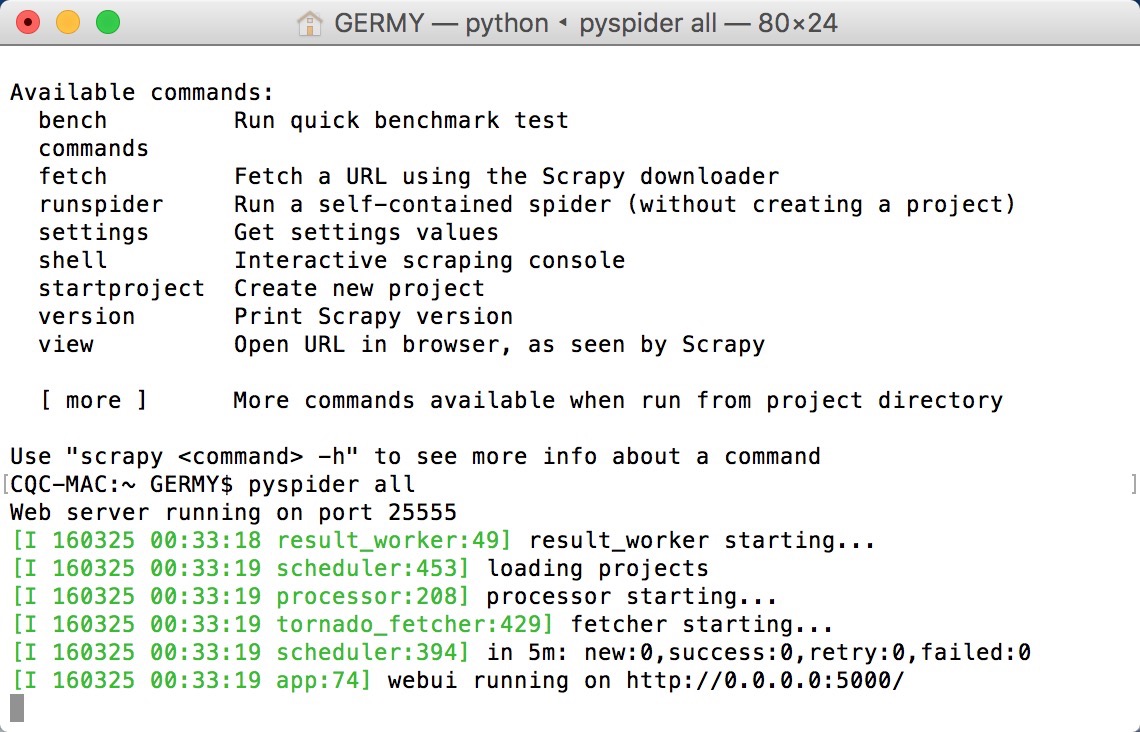 GERMY — python ◂ pyspider all — 80×24
Available commands:
  bench         Run quick benchmark test
  commands
  fetch         Fetch a URL using the Scrapy downloader
  runspider     Run a self-contained spider (without creating a project)
  settings      Get settings values
  shell         Interactive scraping console
  startproject  Create new project
  version       Print Scrapy version
  view          Open URL in browser, as seen by Scrapy
  [ more ]      More commands available when run from project directory
Use "scrapy <command> -h" to see more info about a command
[CQC-MAC:~ GERMY$ pyspider all ]
Web server running on port 25555
[I 160325 00:33:18 result_worker:49] result_worker starting...
[I 160325 00:33:19 scheduler:453] loading projects
[I 160325 00:33:19 processor:208] processor starting...
[I 160325 00:33:19 tornado_fetcher:429] fetcher starting...
[I 160325 00:33:19 scheduler:394] in 5m: new:0,success:0,retry:0,failed:0
[I 160325 00:33:19 app:74] webui running on http://0.0.0.0:5000/